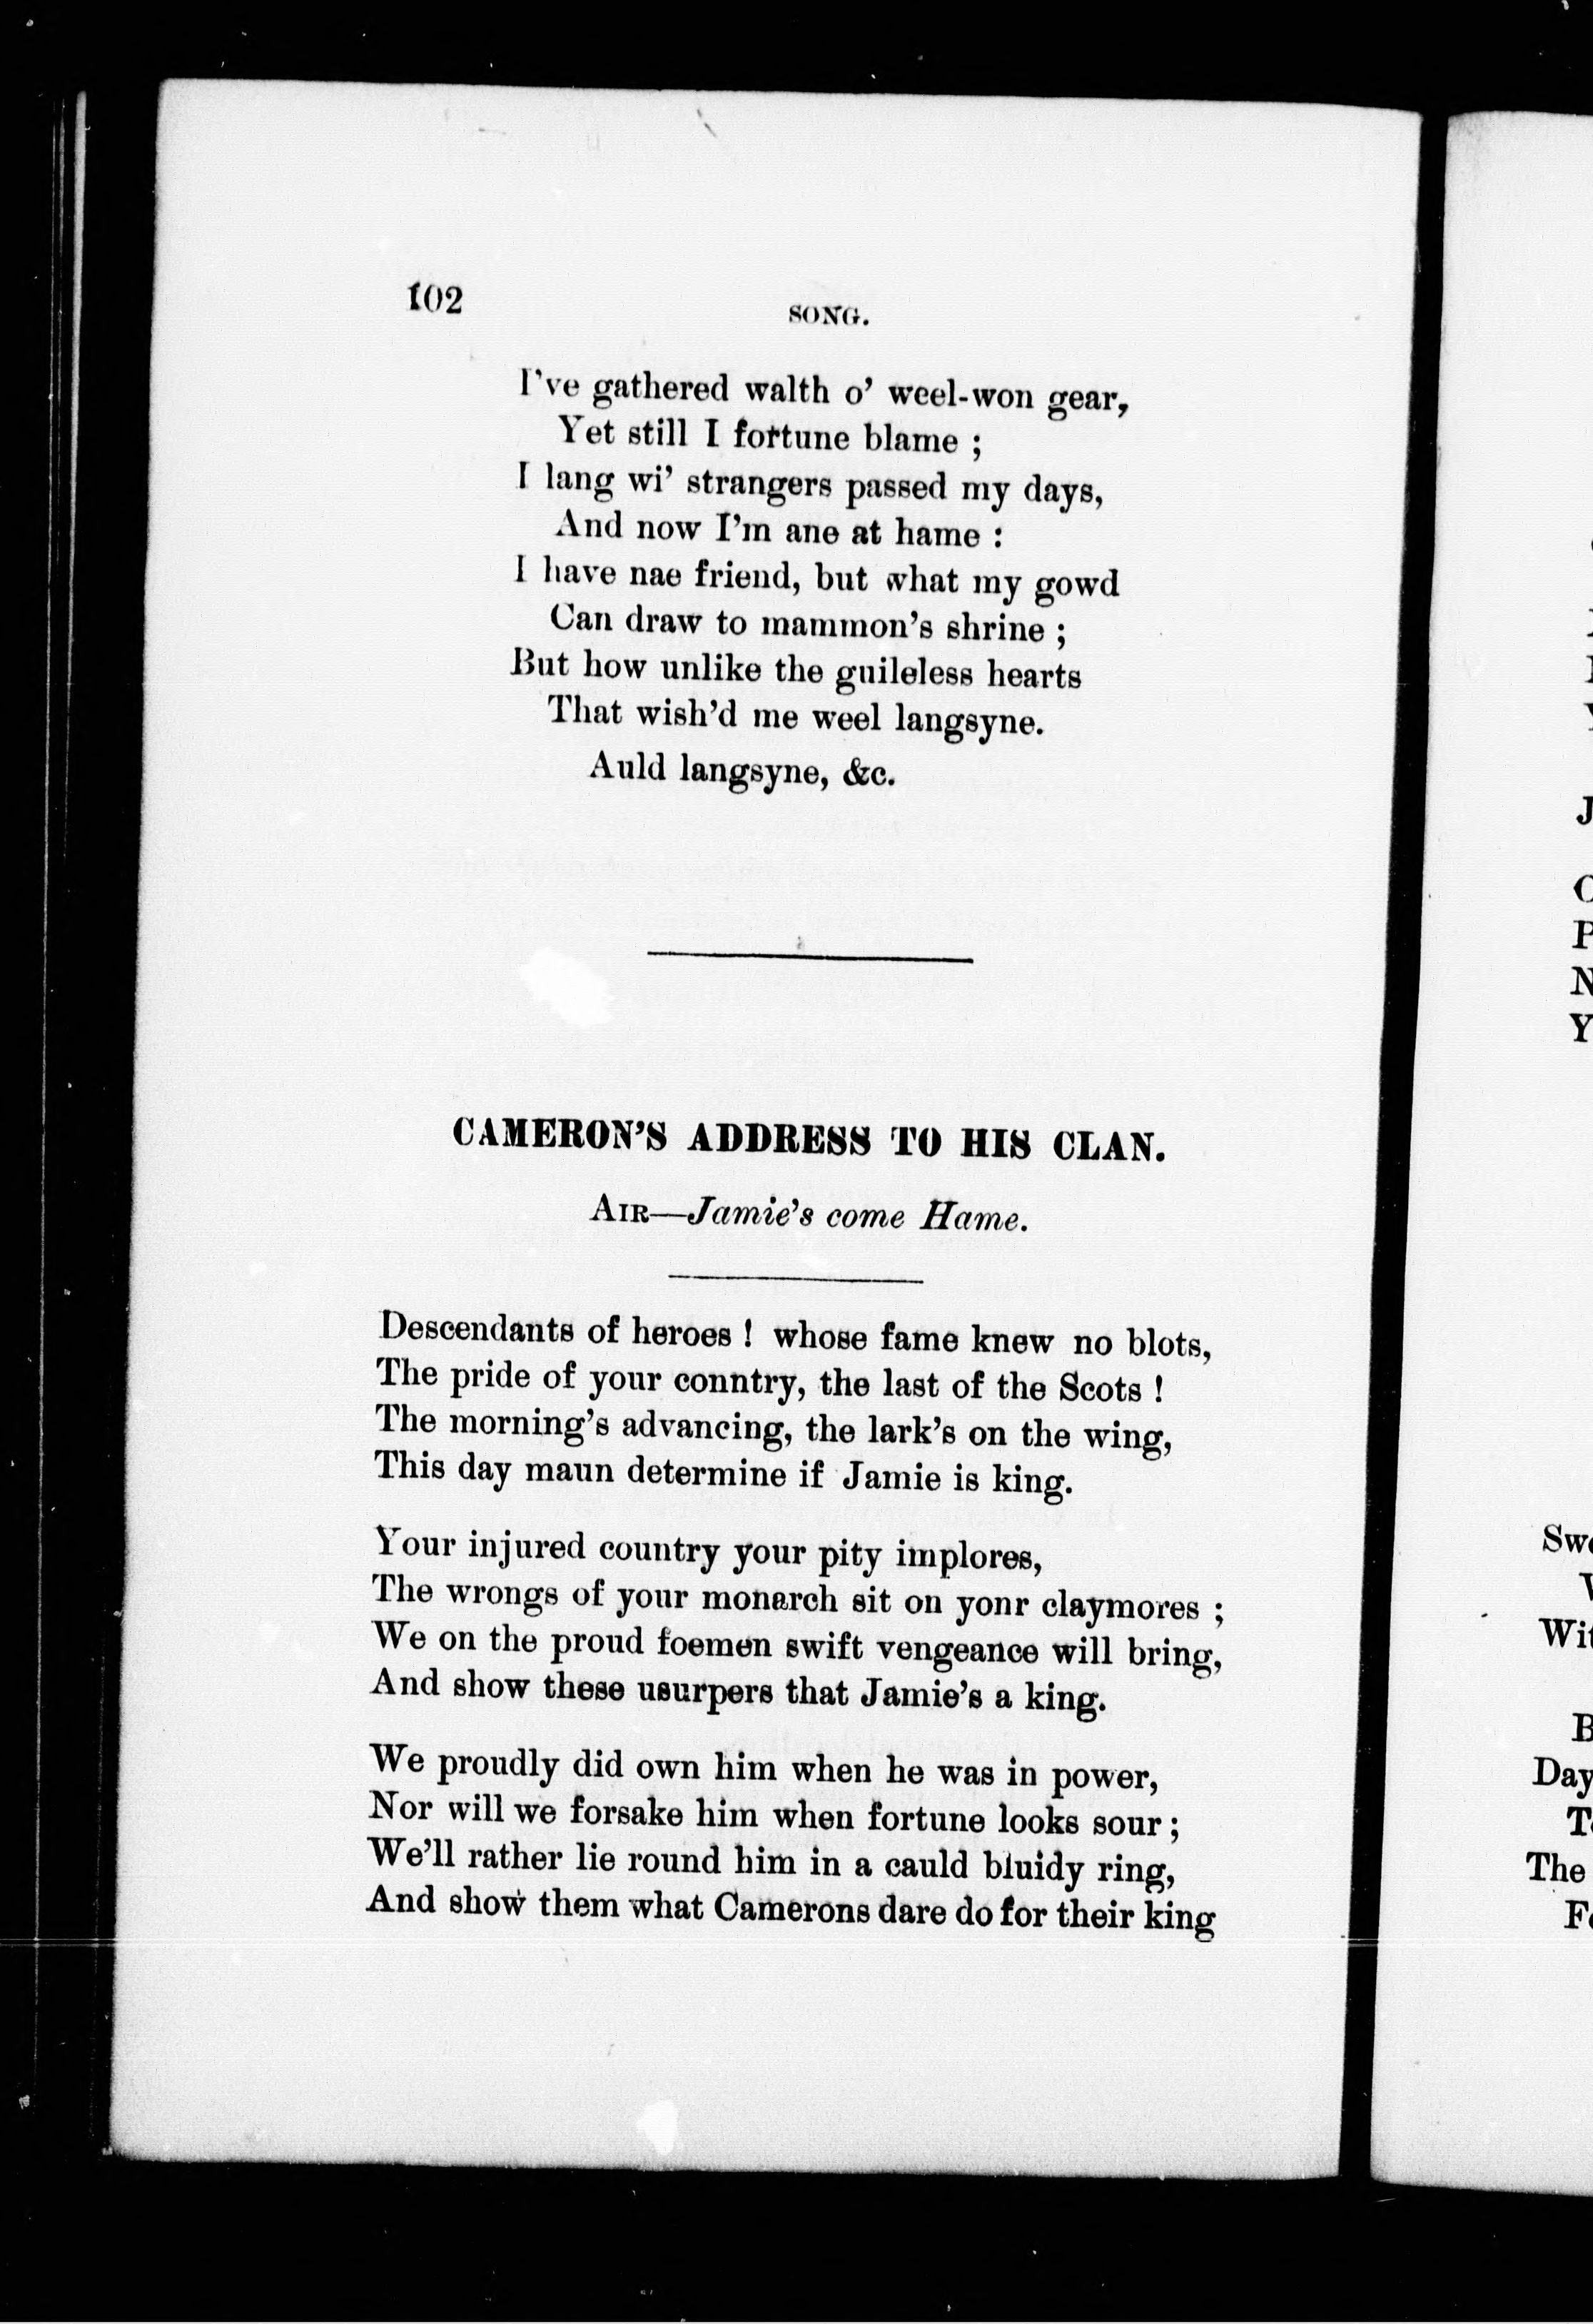 102
SONG.
I've gathered walth o' weel-won gear,
Yet still I fortune blame ;
I lang wi' strangers passed my days,
And now I'm ane at hame :
I have nae friend, but what my gowd
Can draw to mammon's shrine ;
But how unlike the guileless hearts
That wish'd me weel langsyne.
Auld langsyne, &c.
CAMERON'S ADDRESS TO HIS CLAN.
AIR—Jamie's come Hame.
Descendants of heroes ! whose fame knew no blots,
The pride of your conntry, the last of the Scots !
The morning's advancing, the lark's on the wing,
This day maun determine if Jamie is king.
Your injured country your pity implores,
The wrongs of your monarch sit on yonr claymores ;
We on the proud foemen swift vengeance will bring,
And show these usurpers that Jamie's a king.
We proudly did own him when he was in power,
Nor will we forsake him when fortune looks sour ;
We'll rather lie round him in a cauld bluidy ring,
And show them what Camerons dare do for their king
J
P
N
Y
Day
The